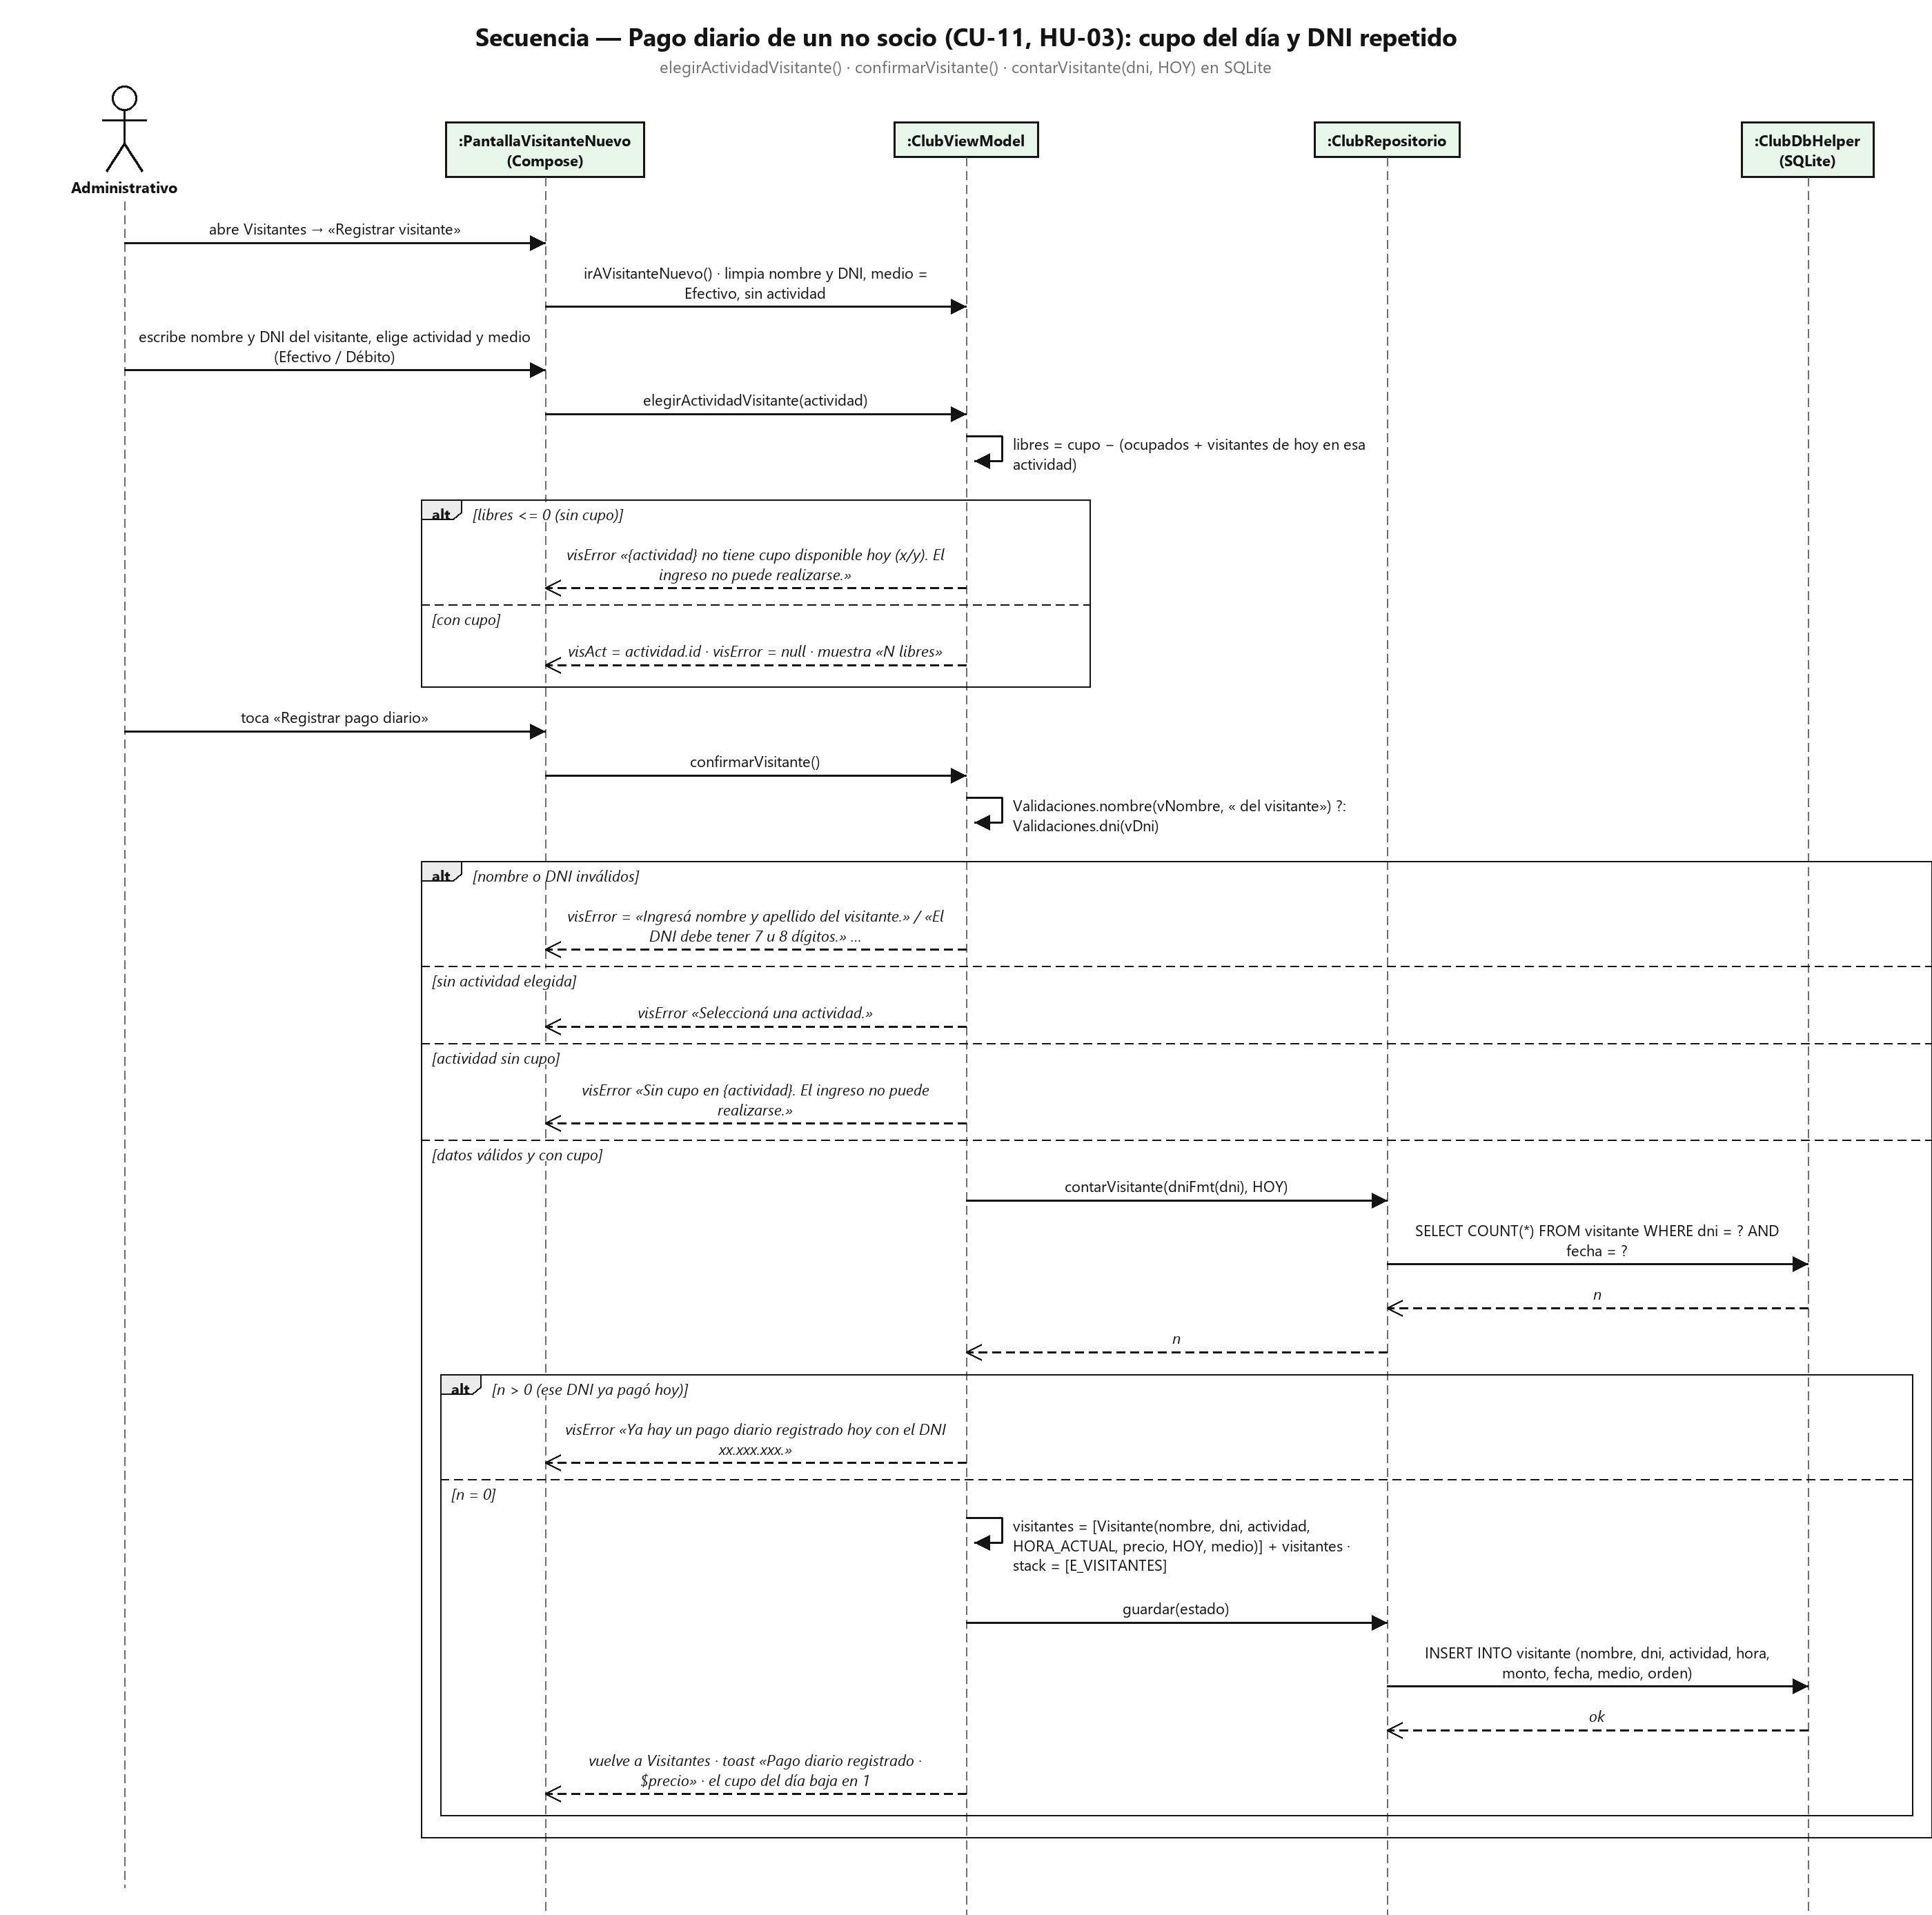 Secuencia — Pago diario de un no socio (CU-11, HU-03): cupo del día y DNI repetido
elegirActividadVisitante() · confirmarVisitante() · contarVisitante(dni, HOY) en SQLite
Administrativo
:PantallaVisitanteNuevo
(Compose)
:ClubViewModel
:ClubRepositorio
:ClubDbHelper
(SQLite)
abre Visitantes → «Registrar visitante»
irAVisitanteNuevo() · limpia nombre y DNI, medio =
Efectivo, sin actividad
escribe nombre y DNI del visitante, elige actividad y medio
(Efectivo / Débito)
elegirActividadVisitante(actividad)
libres = cupo − (ocupados + visitantes de hoy en esa
actividad)
alt [libres <= 0 (sin cupo)]
visError «{actividad} no tiene cupo disponible hoy (x/y). El
ingreso no puede realizarse.»
[con cupo]
visAct = actividad.id · visError = null · muestra «N libres»
toca «Registrar pago diario»
confirmarVisitante()
Validaciones.nombre(vNombre, « del visitante») ?:
Validaciones.dni(vDni)
alt [nombre o DNI inválidos]
visError = «Ingresá nombre y apellido del visitante.» / «El
DNI debe tener 7 u 8 dígitos.» ...
[sin actividad elegida]
visError «Seleccioná una actividad.»
[actividad sin cupo]
visError «Sin cupo en {actividad}. El ingreso no puede
realizarse.»
[datos válidos y con cupo]
contarVisitante(dniFmt(dni), HOY)
SELECT COUNT(*) FROM visitante WHERE dni = ? AND
fecha = ?
n
n
alt [n > 0 (ese DNI ya pagó hoy)]
visError «Ya hay un pago diario registrado hoy con el DNI
xx.xxx.xxx.»
[n = 0]
visitantes = [Visitante(nombre, dni, actividad,
HORA_ACTUAL, precio, HOY, medio)] + visitantes ·
stack = [E_VISITANTES]
guardar(estado)
INSERT INTO visitante (nombre, dni, actividad, hora,
monto, fecha, medio, orden)
ok
vuelve a Visitantes · toast «Pago diario registrado ·
$precio» · el cupo del día baja en 1